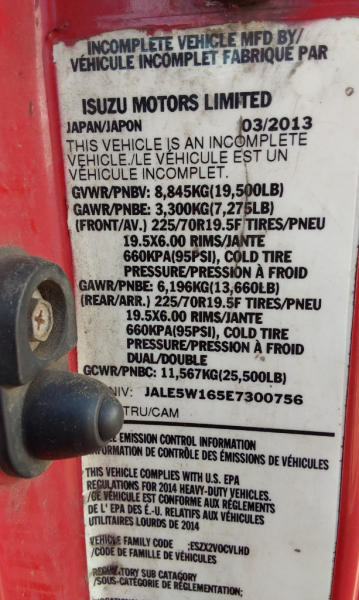 INCOMPLETE VEHICLE MFD BY/
VÉHICULE INCOMPLET FABRIQUÉ PAR
ISUZU MOTORS LIMITED
JAPAN/JAPON 03/2013
THIS VEHICLE IS AN INCOMPLETE
VEHICLE./LE VÉHICULE EST UN
VÉHICULE INCOMPLET.
GVWR/PNBV: 8,845KG(19,500LB)
GAWR/PNBE: 3,300KG(7,275LB)
(FRONT/AV.) 225/70R19.5F TIRES/PNEU
19.5X6.00 RIMS/JANTE
660KPA(95PSI), COLD TIRE
PRESSURE/PRESSION À FROID
GAWR/PNBE: 6,196KG(13,660LB)
(REAR/ARR.) 225/70R19.5F TIRES/PNEU
19.5X6.00 RIMS/JANTE
660KPA(95PSI), COLD TIRE
PRESSURE/PRESSION À FROID
DUAL/DOUBLE
GCWR/PNBC: 11,567KG(25,500LB)
NIV: JALE5W165E7300756
TRU/CAM
EMISSION CONTROL INFORMATION
INFORMATION DE CONTRÔLE DES ÉMISSIONS DE VÉHICULES
THIS VEHICLE COMPLIES WITH U.S. EPA
REGULATIONS FOR 2014 HEAVY-DUTY VEHICLES.
/CE VÉHICULE EST CONFORME AUX RÈGLEMENTS
DE L' EPA DES É.-U. RELATIFS AUX VÉHICULES
UTILITAIRES LOURDS DE 2014
VEHICLE FAMILY CODE :ESZX2VOCVLHD
/CODE DE FAMILLE DE VÉHICULES
SUB CATAGORY
/SOUS-CATÉGORIE DE RÉGLEMENTATION;